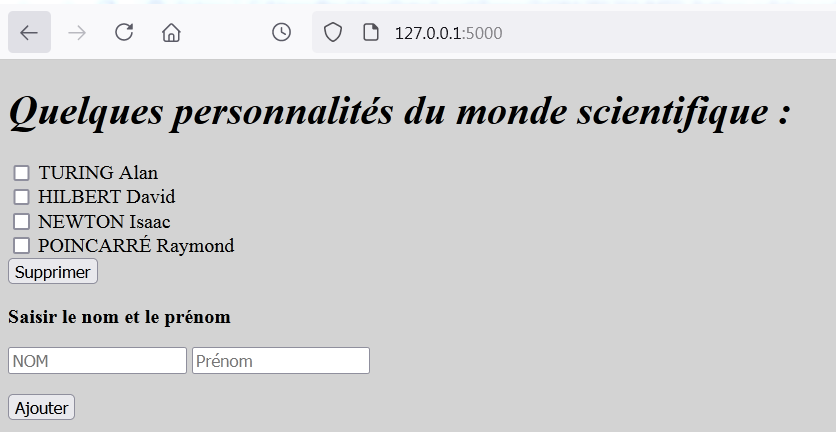 127.0.0.1:5000
Quelques personnalités du monde scientifique :
TURING Alan
HILBERT David
NEWTON Isaac
POINCARRÉ Raymond
Supprimer
Saisir le nom et le prénom
NOM Prénom
Ajouter